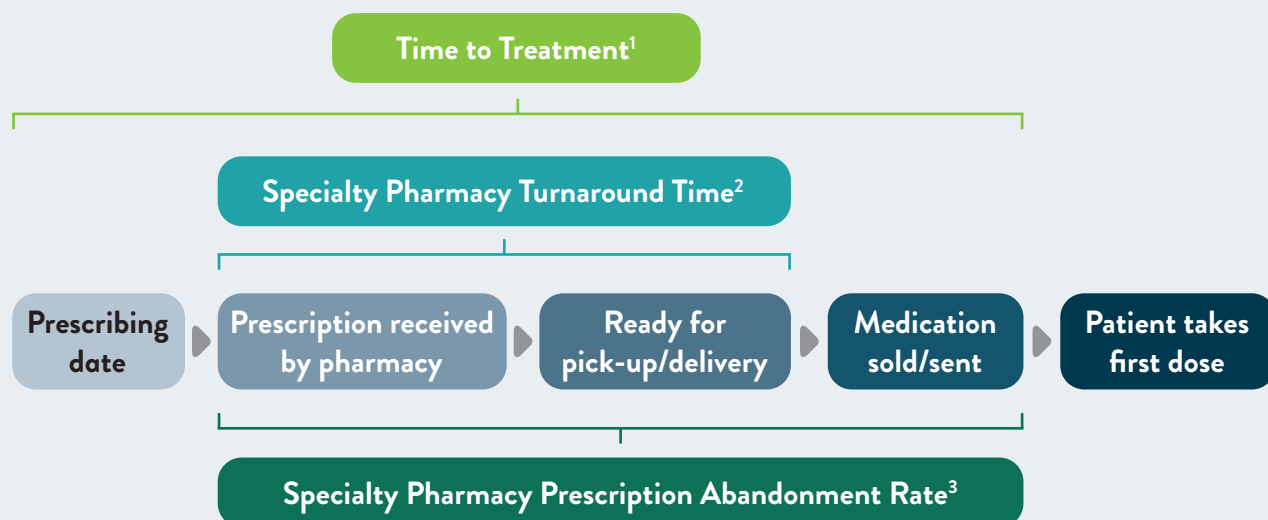 Time to Treatment¹
Specialty Pharmacy Turnaround Time²
Prescribing
date
Prescription received
by pharmacy
Ready for
pick-up/delivery
Medication
sold/sent
Patient takes
first dose
Specialty Pharmacy Prescription Abandonment Rate³